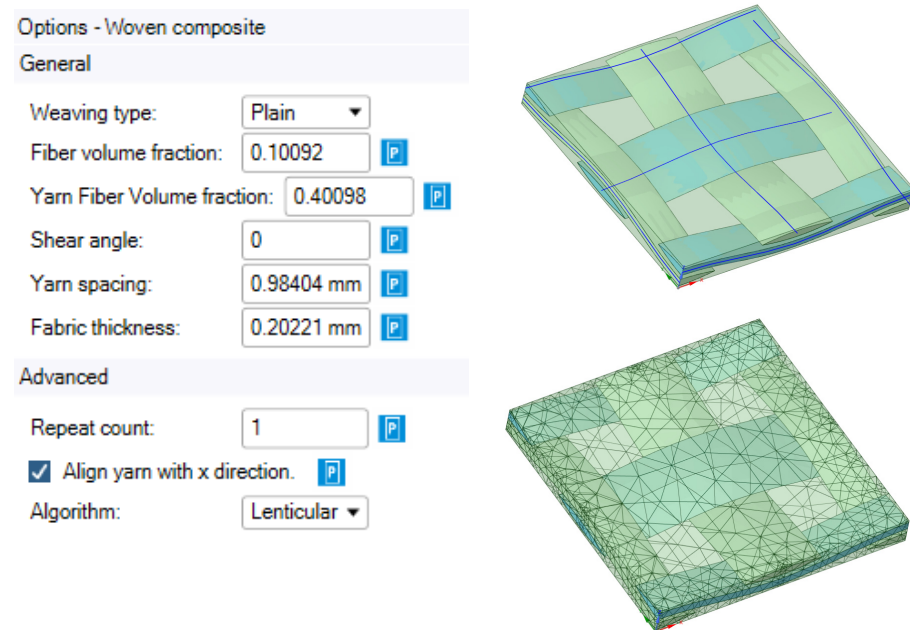 Options - Woven composite
General
Weaving type: Plain
Fiber volume fraction: 0.10092 P
Yarn Fiber Volume fraction: 0.40098 P
Shear angle: 0 P
Yarn spacing: 0.98404 mm P
Fabric thickness: 0.20221 mm P
Advanced
Repeat count: 1 P
Align yarn with x direction. P
Algorithm: Lenticular